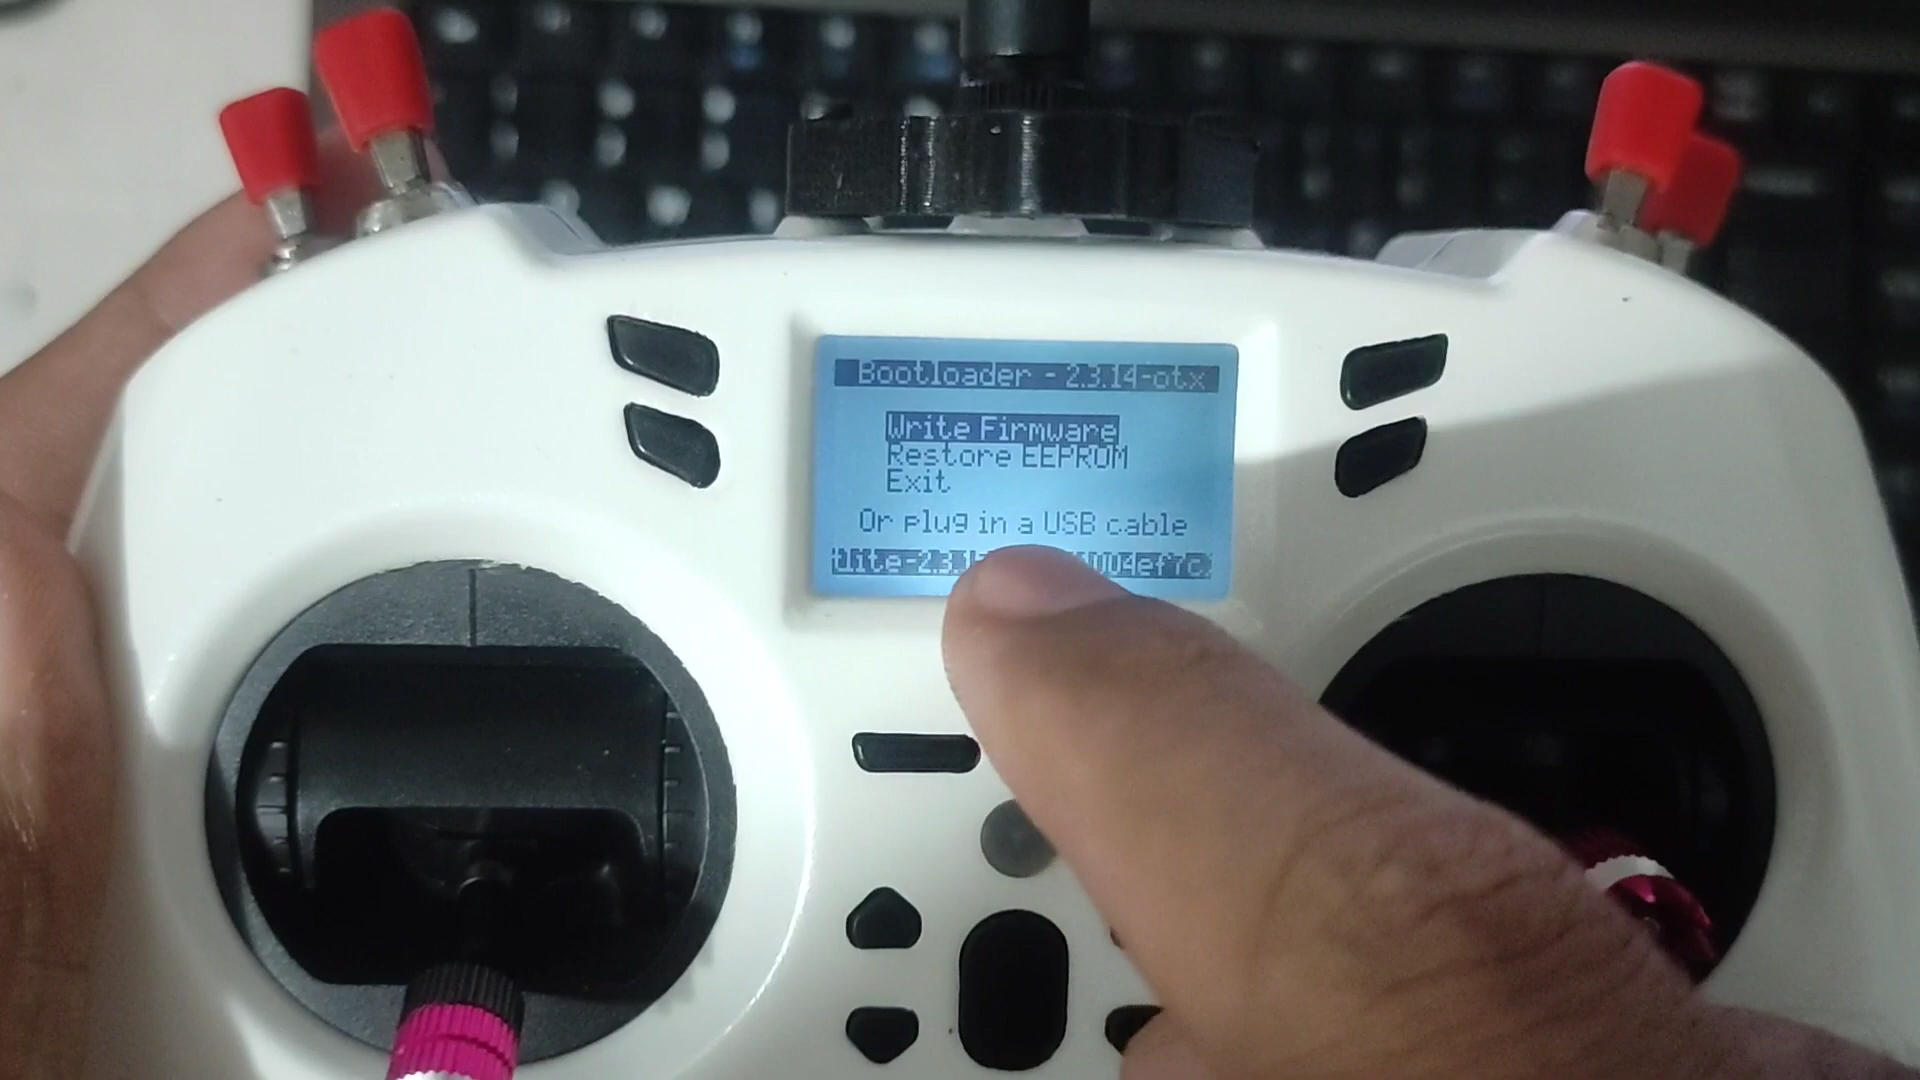 Bootloader - 2.3.14-otx
Write Firmware
Restore EEPROM
Exit
Or plug in a USB cable